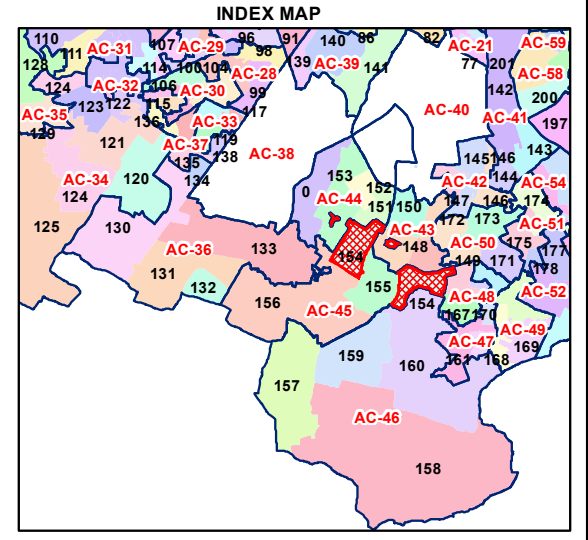 INDEX MAP
110 107 AC-29 96 91 140 86 82 AC-21 AC-59
111 AC-31 98 139 AC-39 141 77 201
128 114 100 104 AC-28 AC-58
124 AC-32 106 AC-30 99 142 200
AC-35 123 122 115 117 AC-40 AC-41 197
129 136 AC-33
121 AC-37 119 138 143
135 AC-38 145 146
AC-34 120 134 153 144 AC-54
124 0 AC-44 152 AC-42 174
151 150 147 146
125 130 172 173 AC-51
AC-36 133 154 AC-43 148 AC-50 175 177
131 149 171 178
132 155 AC-48 AC-52
156 AC-45 154 167 170
AC-49
AC-47 169
159 161 168
160
157
AC-46
158